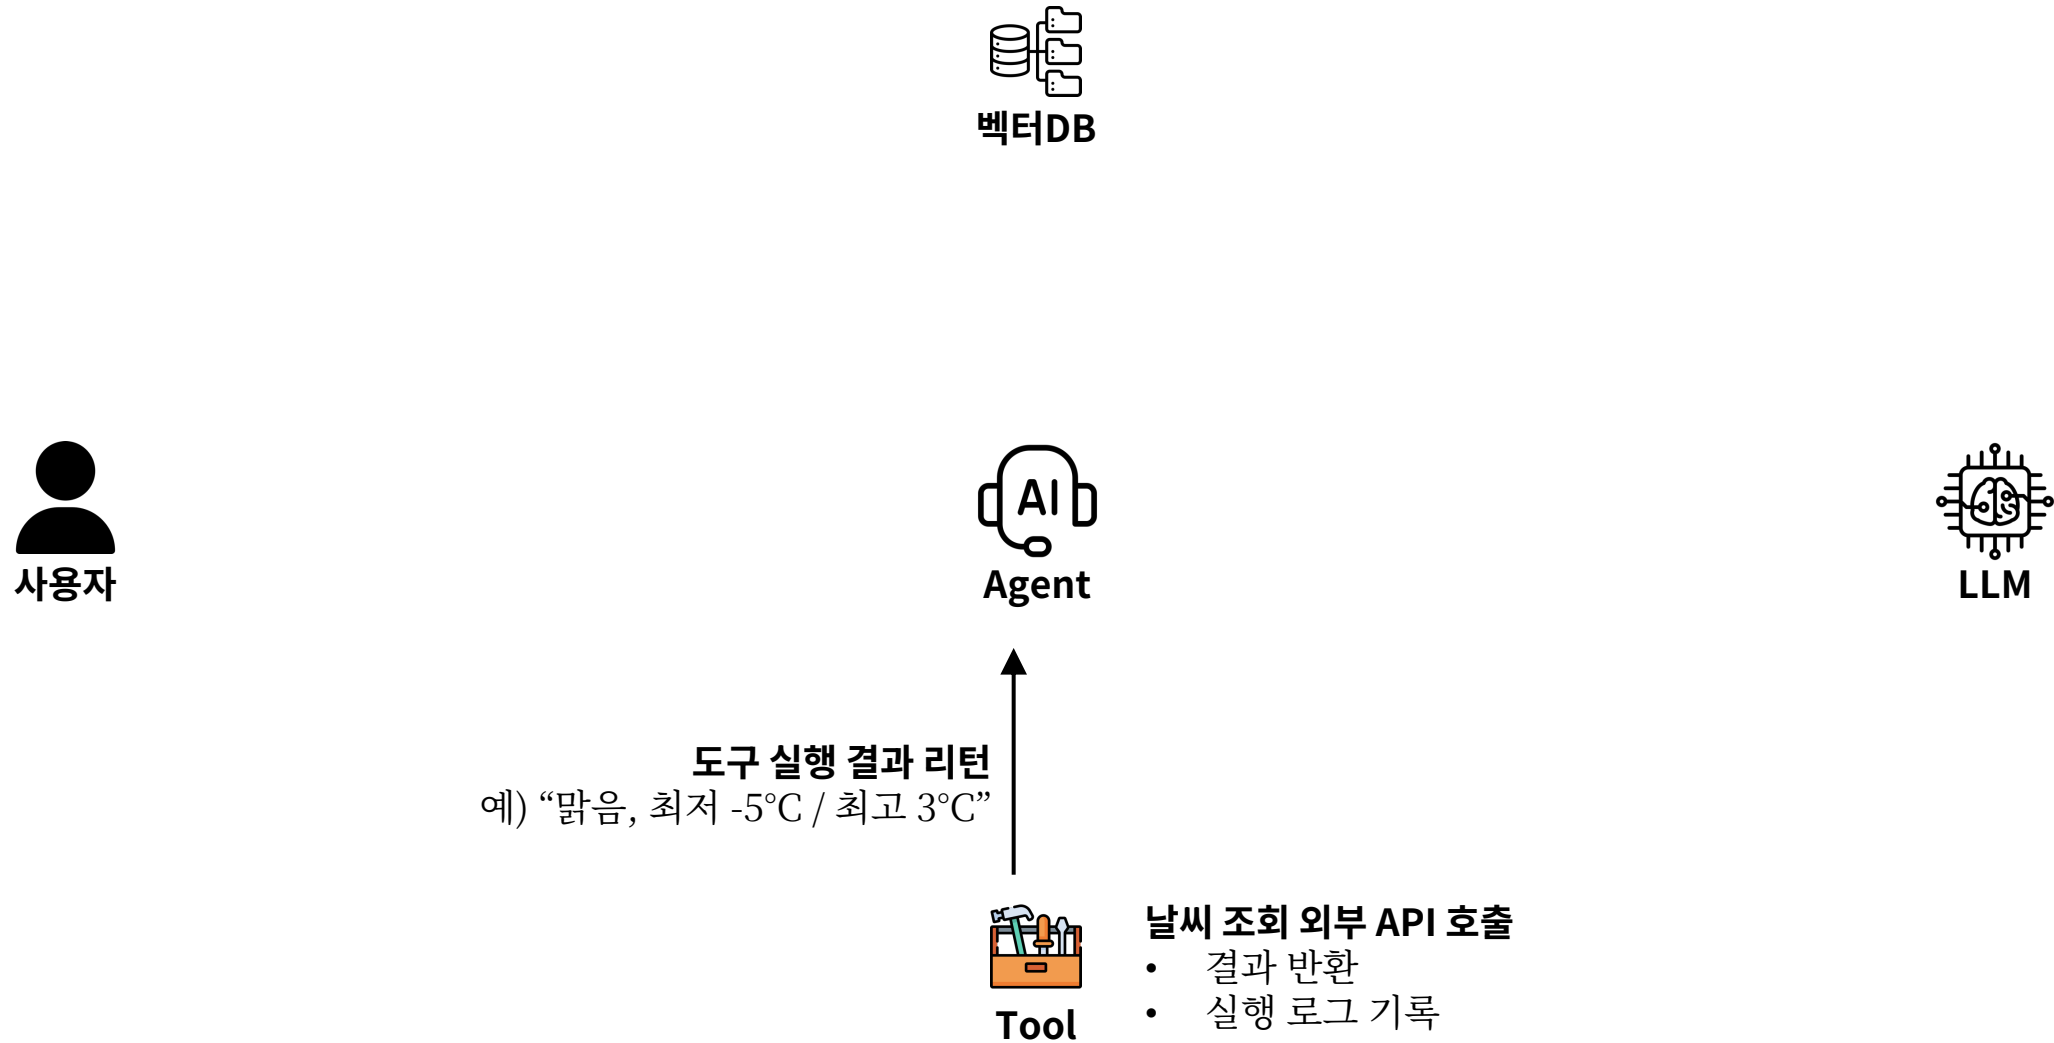 벡터DB
AI
사용자
Agent
LLM
도구 실행 결과 리턴
예) “맑음, 최저 -5°C / 최고 3°C”
날씨 조회 외부 API 호출
• 결과 반환
• 실행 로그 기록
Tool